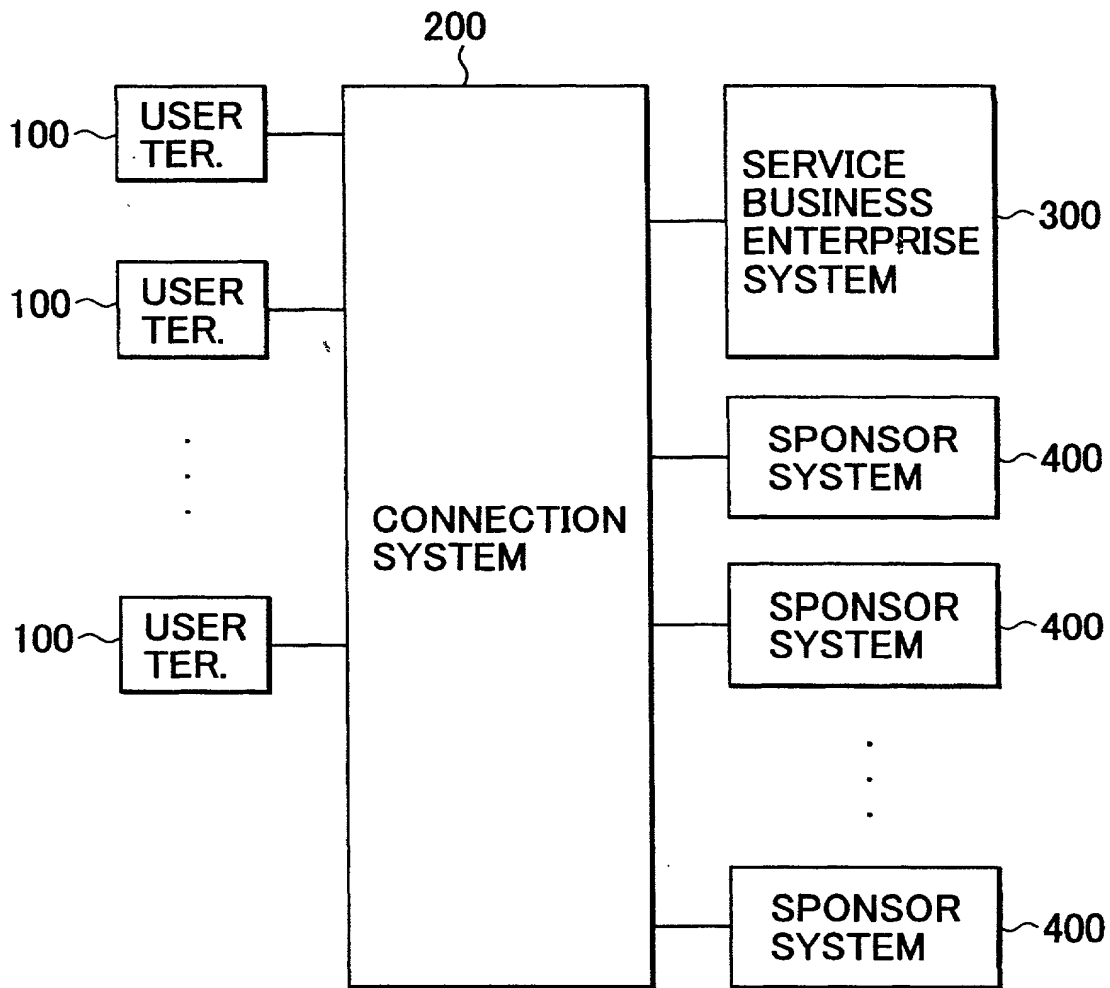 200
100
USER
TER.
100
USER
TER.
100
USER
TER.
CONNECTION
SYSTEM
SERVICE
BUSINESS
ENTERPRISE
SYSTEM
300
SPONSOR
SYSTEM
400
SPONSOR
SYSTEM
400
SPONSOR
SYSTEM
400